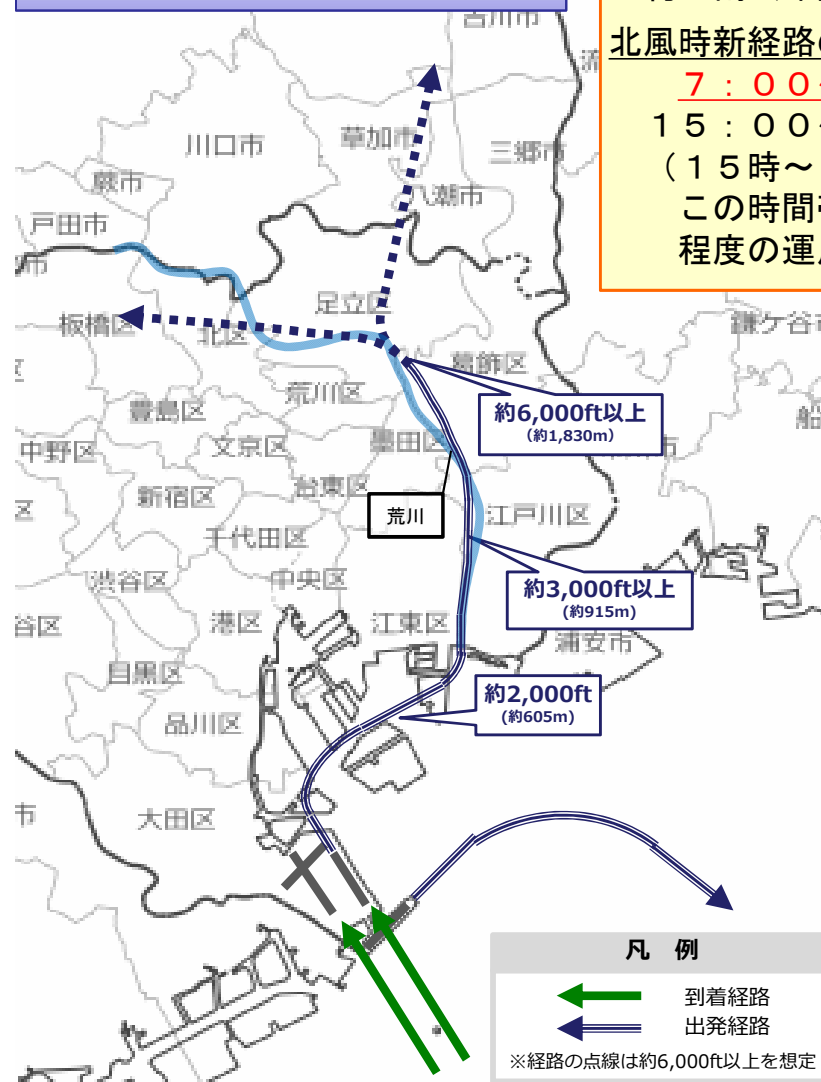 北風時新経路の
７：００
１５：００
（１５時～
この時間
程度の運
川口市
草加市
三郷市
蕨市
八潮市
戸田市
足立区
板橋区
北区
葛飾区
荒川区
約6,000ft以上
(約1,830m)
豊島区
墨田区
中野区
文京区
台東区
新宿区
荒川
江戸川区
千代田区
渋谷区
中央区
約3,000ft以上
(約915m)
港区
江東区
浦安市
目黒区
約2,000ft
(約605m)
品川区
市
大田区
凡 例
到着経路
出発経路
※経路の点線は約6,000ft以上を想定